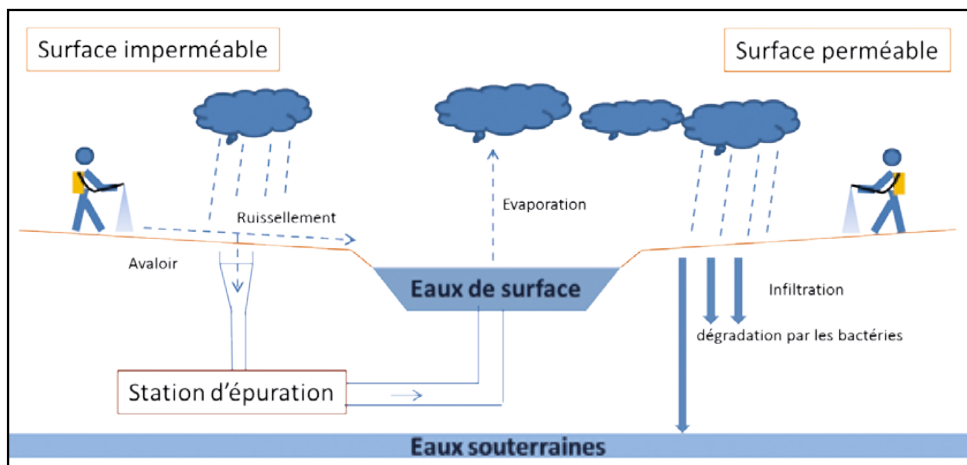 Surface imperméable
Surface perméable
Ruissellement
Evaporation
Avaloir
Eaux de surface
Infiltration
dégradation par les bactéries
Station d'épuration
Eaux souterraines